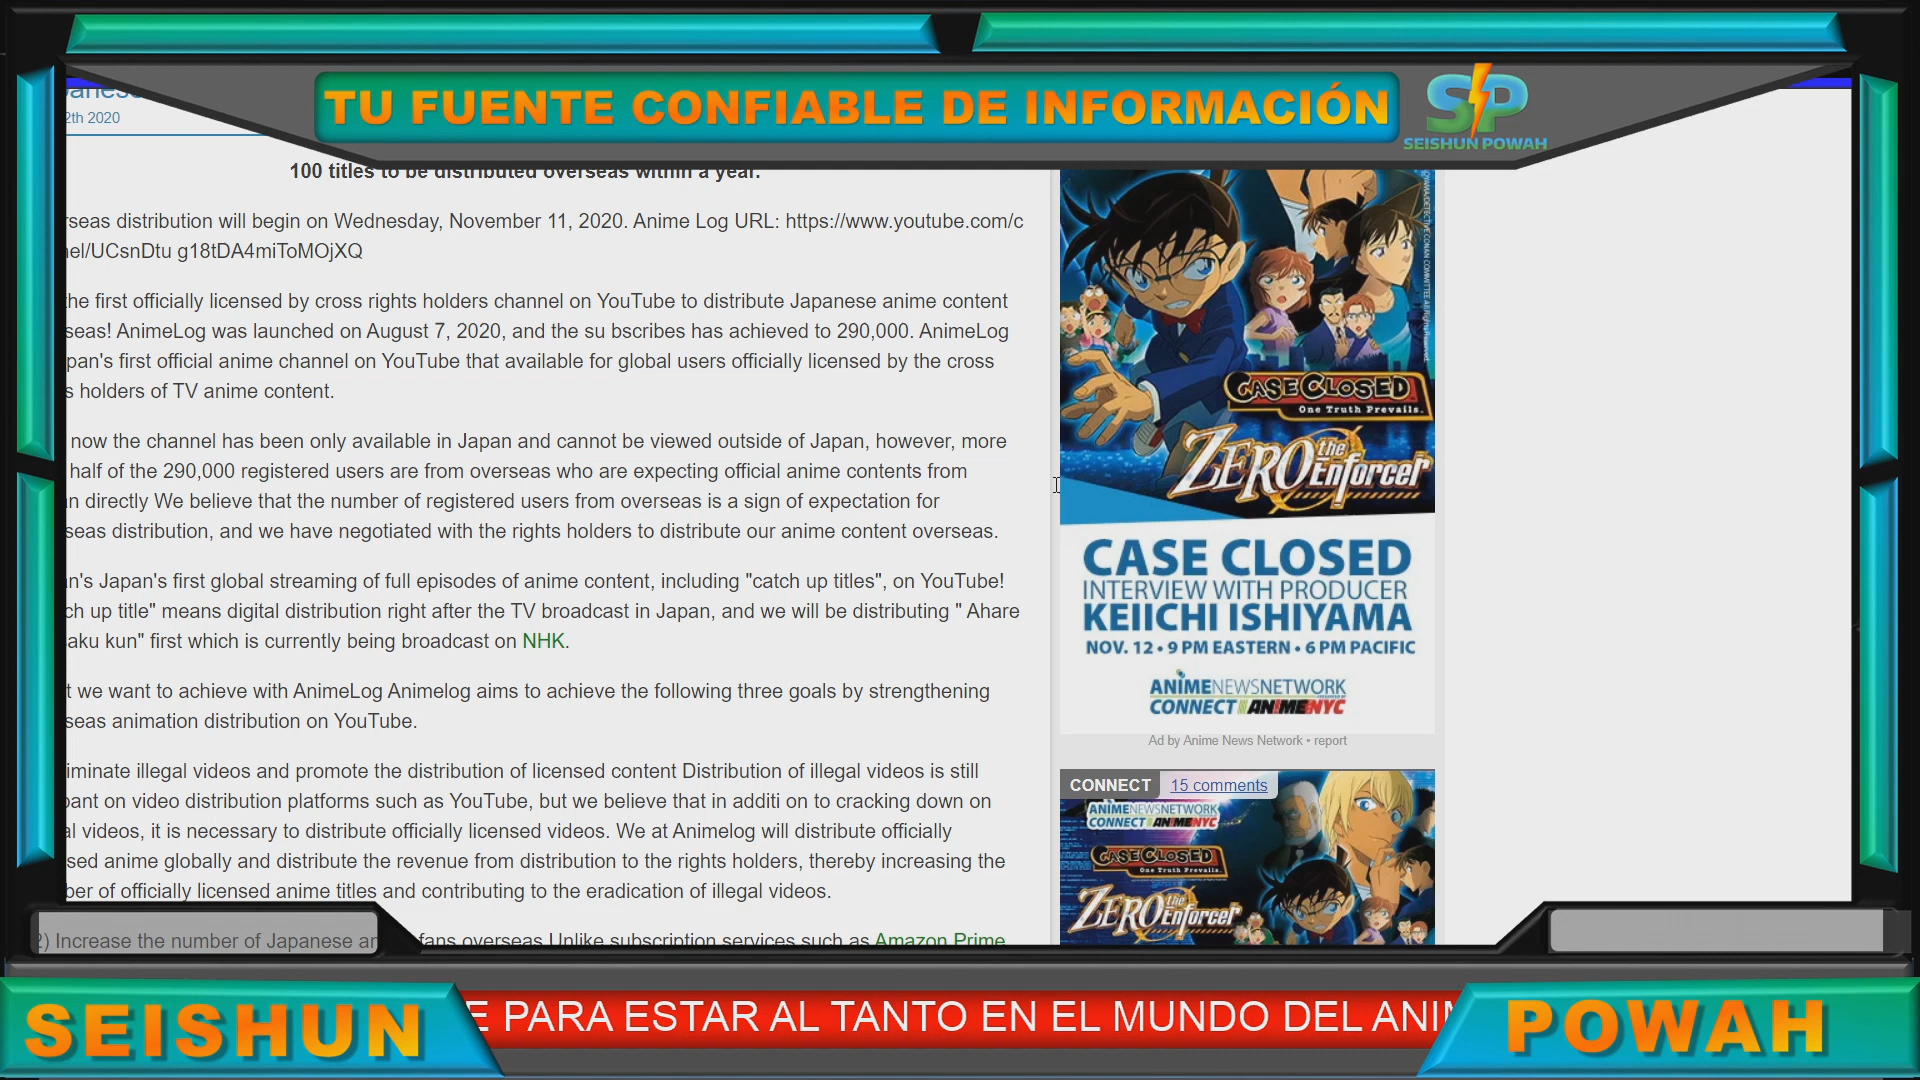 TU FUENTE CONFIABLE DE INFORMACIÓN
SP
SEISHUN POWAH
2th 2020
100 titles to be distributed overseas within a year.
rseas distribution will begin on Wednesday, November 11, 2020. Anime Log URL: https://www.youtube.com/c
nel/UCsnDtu g18tDA4miToMOjXQ
the first officially licensed by cross rights holders channel on YouTube to distribute Japanese anime content
seas! AnimeLog was launched on August 7, 2020, and the su bscribes has achieved to 290,000. AnimeLog
pan's first official anime channel on YouTube that available for global users officially licensed by the cross
s holders of TV anime content.
now the channel has been only available in Japan and cannot be viewed outside of Japan, however, more
half of the 290,000 registered users are from overseas who are expecting official anime contents from
n directly We believe that the number of registered users from overseas is a sign of expectation for
seas distribution, and we have negotiated with the rights holders to distribute our anime content overseas.
n's Japan's first global streaming of full episodes of anime content, including "catch up titles", on YouTube!
ch up title" means digital distribution right after the TV broadcast in Japan, and we will be distributing " Ahare
aku kun" first which is currently being broadcast on NHK.
t we want to achieve with AnimeLog Animelog aims to achieve the following three goals by strengthening
seas animation distribution on YouTube.
iminate illegal videos and promote the distribution of licensed content Distribution of illegal videos is still
pant on video distribution platforms such as YouTube, but we believe that in additi on to cracking down on
al videos, it is necessary to distribute officially licensed videos. We at Animelog will distribute officially
sed anime globally and distribute the revenue from distribution to the rights holders, thereby increasing the
ber of officially licensed anime titles and contributing to the eradication of illegal videos.
2) Increase the number of Japanese an fans overseas Unlike subscription services such as Amazon Prime
CASE CLOSED
One Truth Prevails.
ZERO the Enforcer
CASE CLOSED
INTERVIEW WITH PRODUCER
KEIICHI ISHIYAMA
NOV. 12 • 9 PM EASTERN • 6 PM PACIFIC
ANIMENEWSNETWORK
CONNECT ANIMENYC
Ad by Anime News Network • report
CONNECT 15 comments
ANIMENEWSNETWORK
CONNECT ANIMENYC
CASE CLOSED
One Truth Prevails.
ZERO the Enforcer
SEISHUN
E PARA ESTAR AL TANTO EN EL MUNDO DEL ANI
POWAH